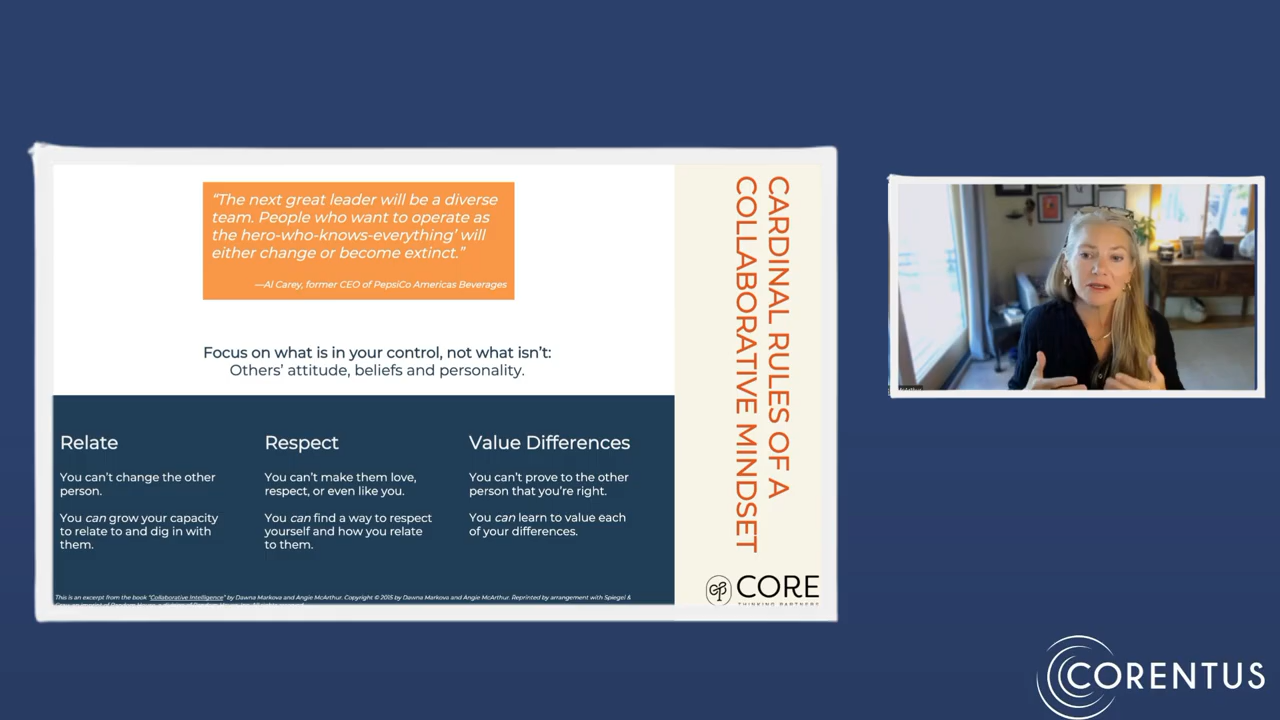 “The next great leader will be a diverse
team. People who want to operate as
the hero-who-knows-everything’ will
either change or become extinct.”
—Al Carey, former CEO of PepsiCo Americas Beverages
Focus on what is in your control, not what isn’t:
Others’ attitude, beliefs and personality.
Relate
You can’t change the other
person.
You can grow your capacity
to relate to and dig in with
them.
Respect
You can’t make them love,
respect, or even like you.
You can find a way to respect
yourself and how you relate
to them.
Value Differences
You can’t prove to the other
person that you’re right.
You can learn to value each
of your differences.
This is an excerpt from the book “Collaborative Intelligence” by Dawna Markova and Angie McArthur. Copyright © 2015 by Dawna Markova and Angie McArthur. Reprinted by arrangement with Spiegel &
CARDINAL RULES OF A
COLLABORATIVE MINDSET
CORE
THINKING PARTNERS
CORENTUS